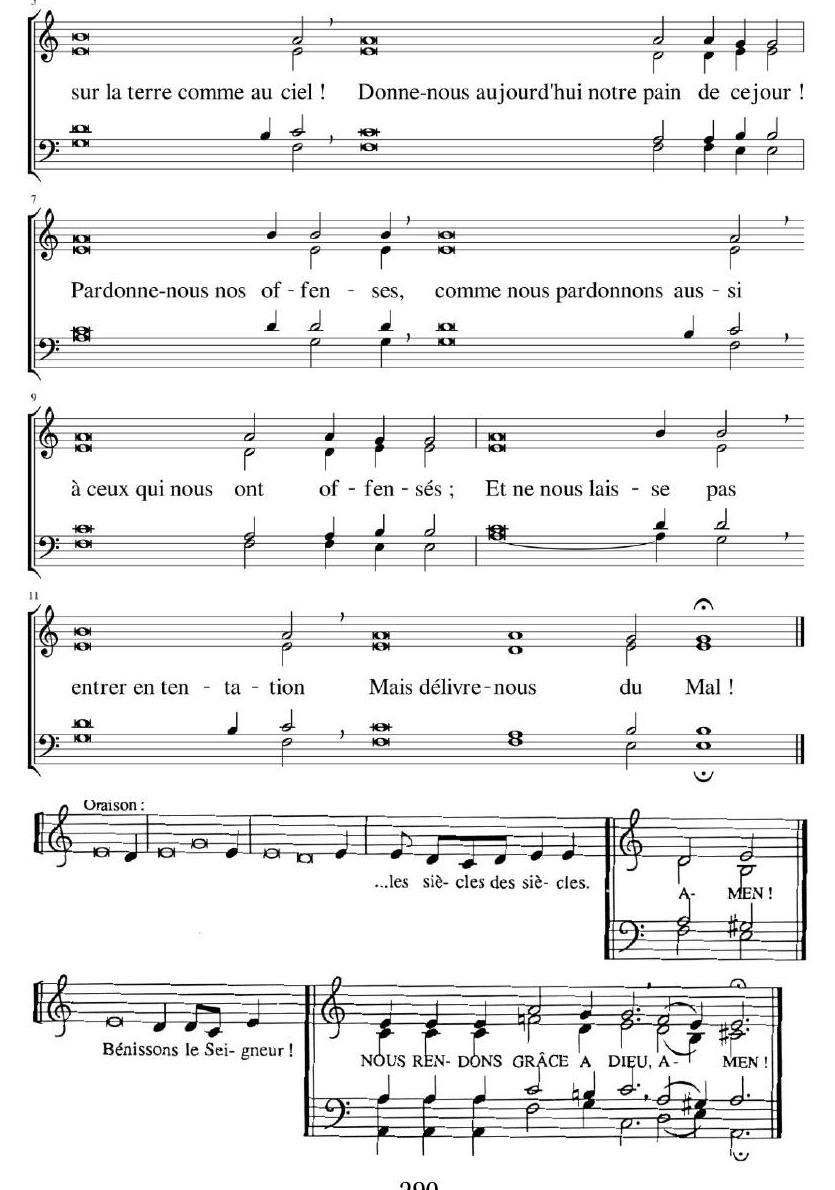 5
sur la terre comme au ciel ! Donne-nous aujourd'hui notre pain de ce jour !
7
Pardonne-nous nos of - fen - ses, comme nous pardonnons aus - si
9
à ceux qui nous ont of - fen - sés ; Et ne nous lais - se pas
11
entrer en ten - ta - tion Mais délivre-nous du Mal !
Oraison :
...les siè- cles des siè- cles.
A- MEN !
Bénissons le Sei- gneur !
NOUS REN- DONS GRÂCE A DIEU, A- MEN !
290